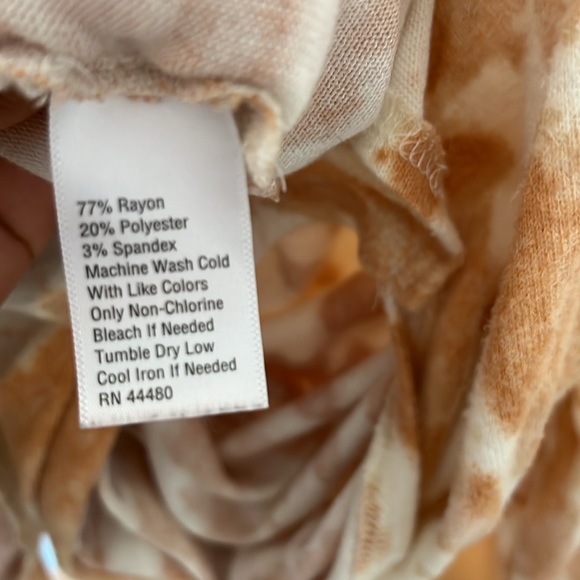 77% Rayon
20% Polyester
3% Spandex
Machine Wash Cold
With Like Colors
Only Non-Chlorine
Bleach If Needed
Tumble Dry Low
Cool Iron If Needed
RN 44480